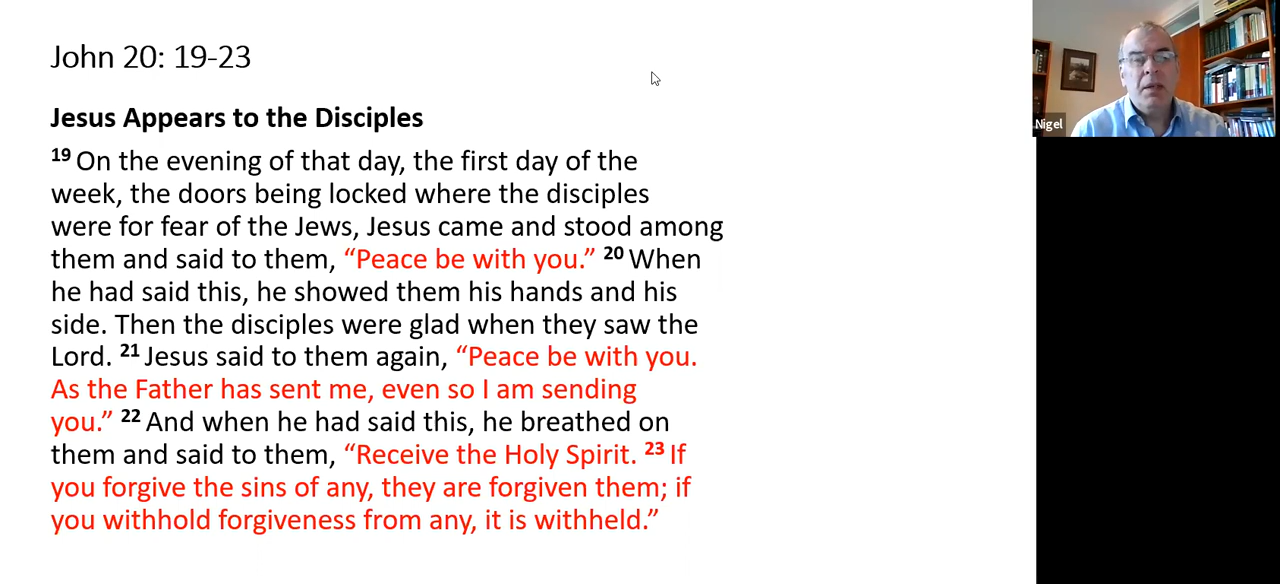 John 20: 19-23
Jesus Appears to the Disciples
19 On the evening of that day, the first day of the
week, the doors being locked where the disciples
were for fear of the Jews, Jesus came and stood among
them and said to them, “Peace be with you.” 20 When
he had said this, he showed them his hands and his
side. Then the disciples were glad when they saw the
Lord. 21 Jesus said to them again, “Peace be with you.
As the Father has sent me, even so I am sending
you.” 22 And when he had said this, he breathed on
them and said to them, “Receive the Holy Spirit. 23 If
you forgive the sins of any, they are forgiven them; if
you withhold forgiveness from any, it is withheld.”
Nigel